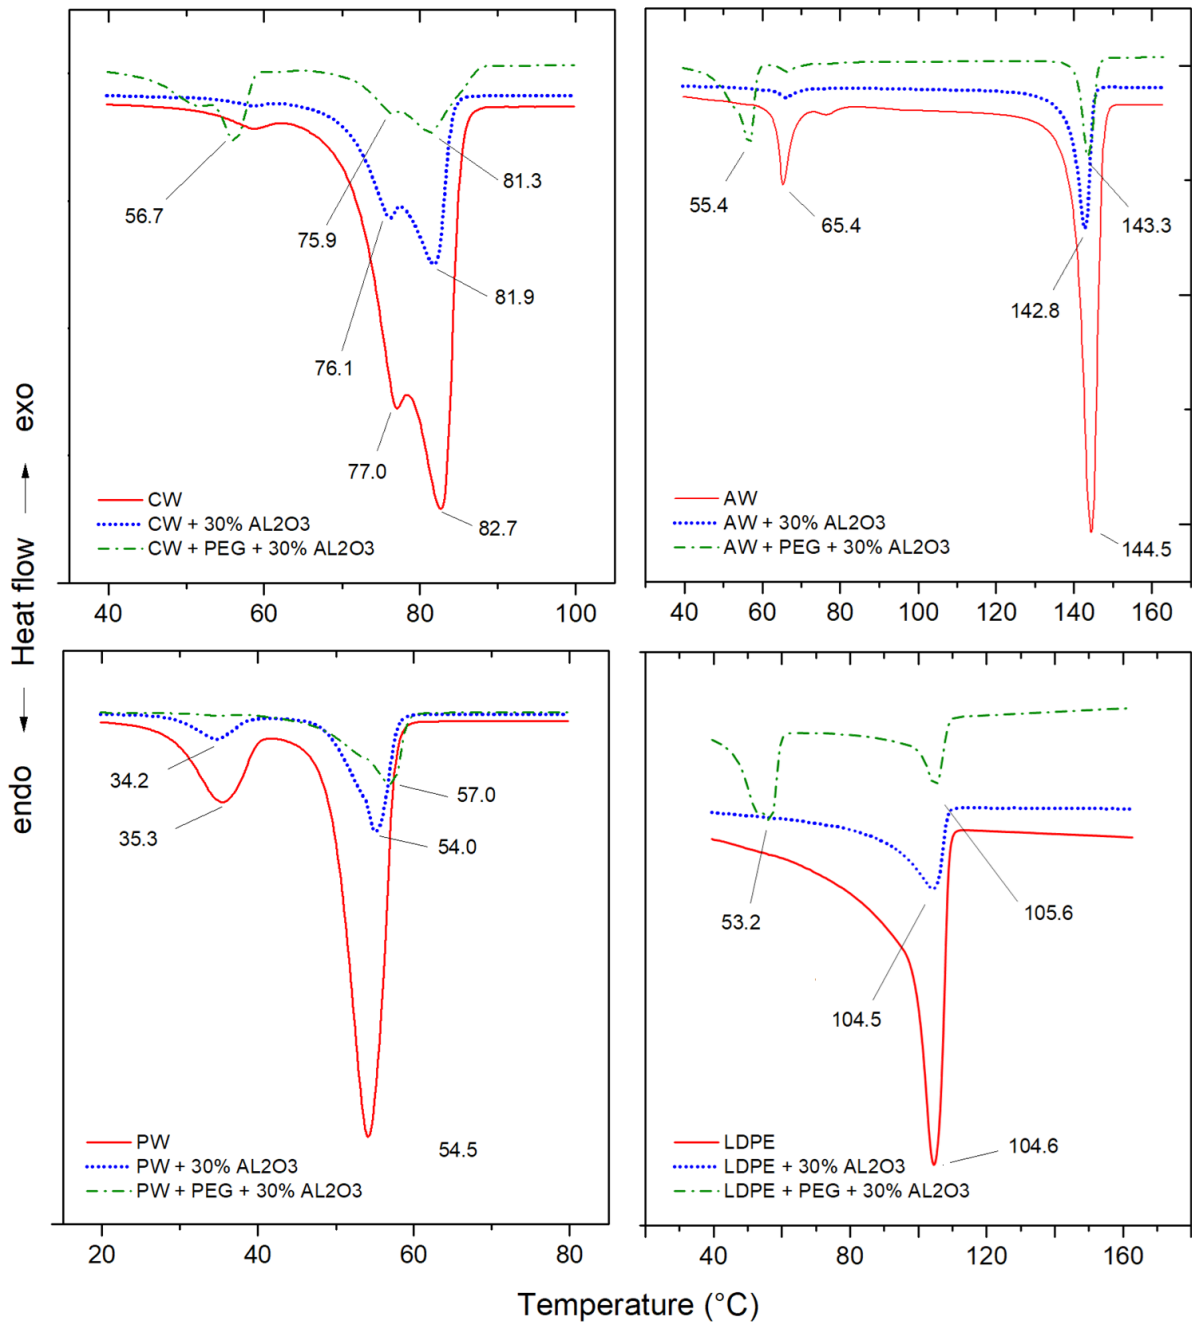 56.7
75.9
81.3
76.1
81.9
77.0
82.7
CW
CW + 30% AL2O3
CW + PEG + 30% AL2O3
40 60 80 100
55.4
65.4
143.3
142.8
144.5
AW
AW + 30% AL2O3
AW + PEG + 30% AL2O3
40 60 80 100 120 140 160
endo ← Heat flow → exo
34.2
35.3
57.0
54.0
54.5
PW
PW + 30% AL2O3
PW + PEG + 30% AL2O3
20 40 60 80
53.2
105.6
104.5
104.6
LDPE
LDPE + 30% AL2O3
LDPE + PEG + 30% AL2O3
40 80 120 160
Temperature (°C)